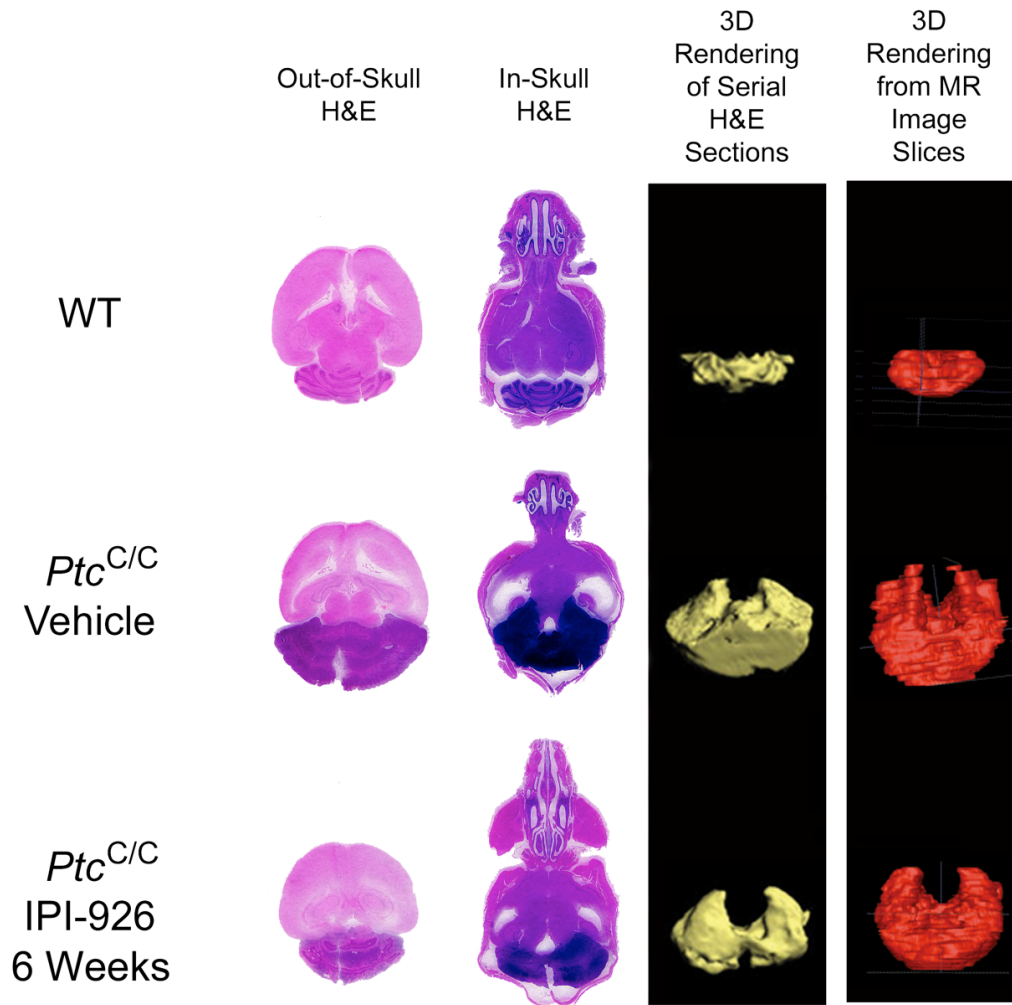 Out-of-Skull
H&E
In-Skull
H&E
3D
Rendering
of Serial
H&E
Sections
3D
Rendering
from MR
Image
Slices
WT
Ptc^C/C
Vehicle
Ptc^C/C
IPI-926
6 Weeks